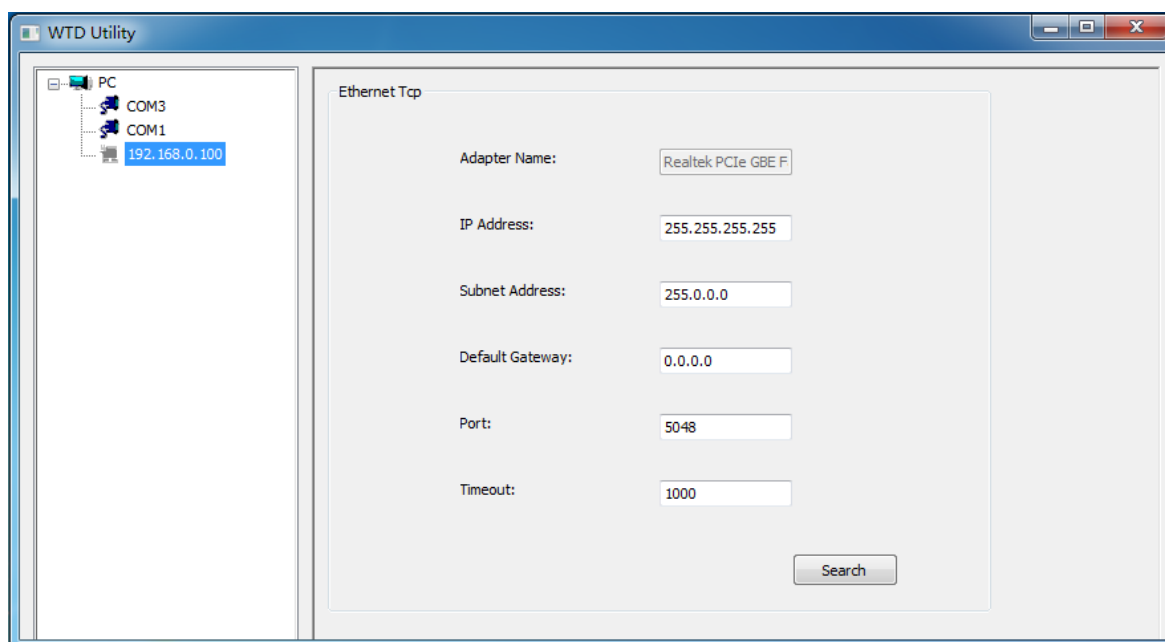 WTD Utility
PC
COM3
COM1
192.168.0.100
Ethernet Tcp
Adapter Name: Realtek PCIe GBE F
IP Address: 255.255.255.255
Subnet Address: 255.0.0.0
Default Gateway: 0.0.0.0
Port: 5048
Timeout: 1000
Search